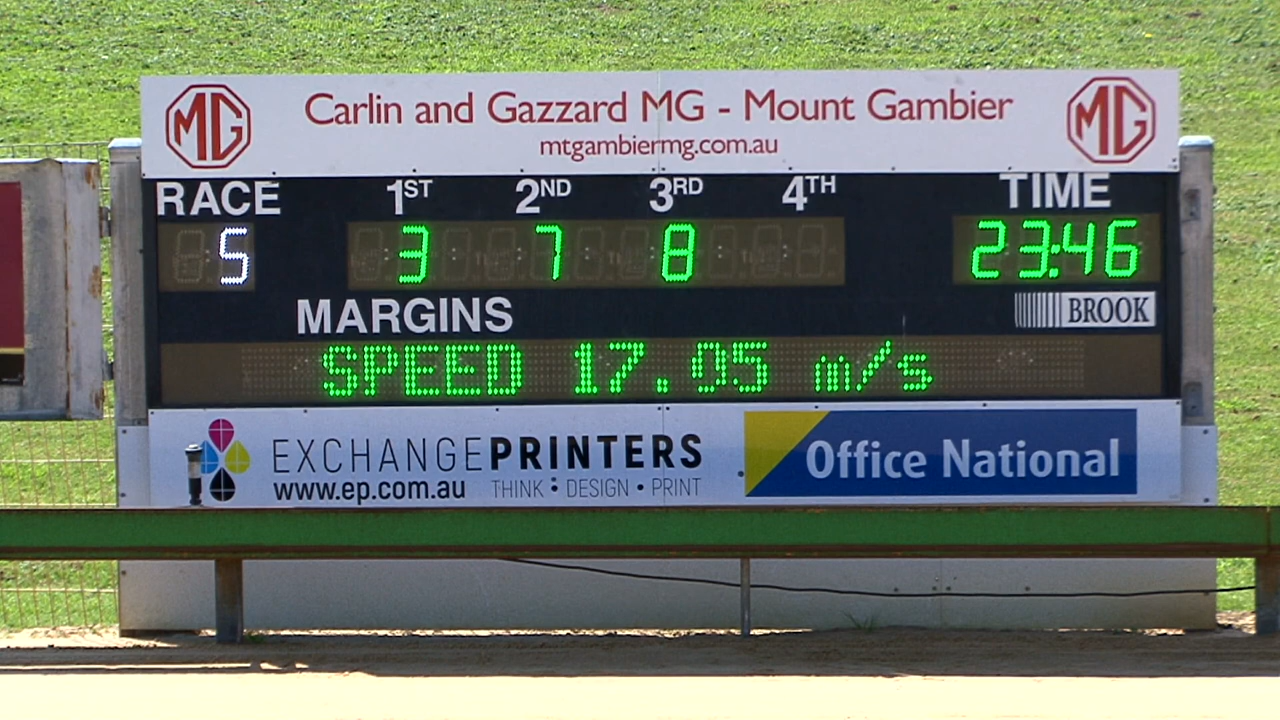 MG Carlin and Gazzard MG - Mount Gambier MG
mtgambiermg.com.au
RACE 1ST 2ND 3RD 4TH TIME
5 3 7 8 23:46
MARGINS BROOK
SPEED 17.05 m/s
EXCHANGEPRINTERS Office National
www.ep.com.au THINK • DESIGN • PRINT